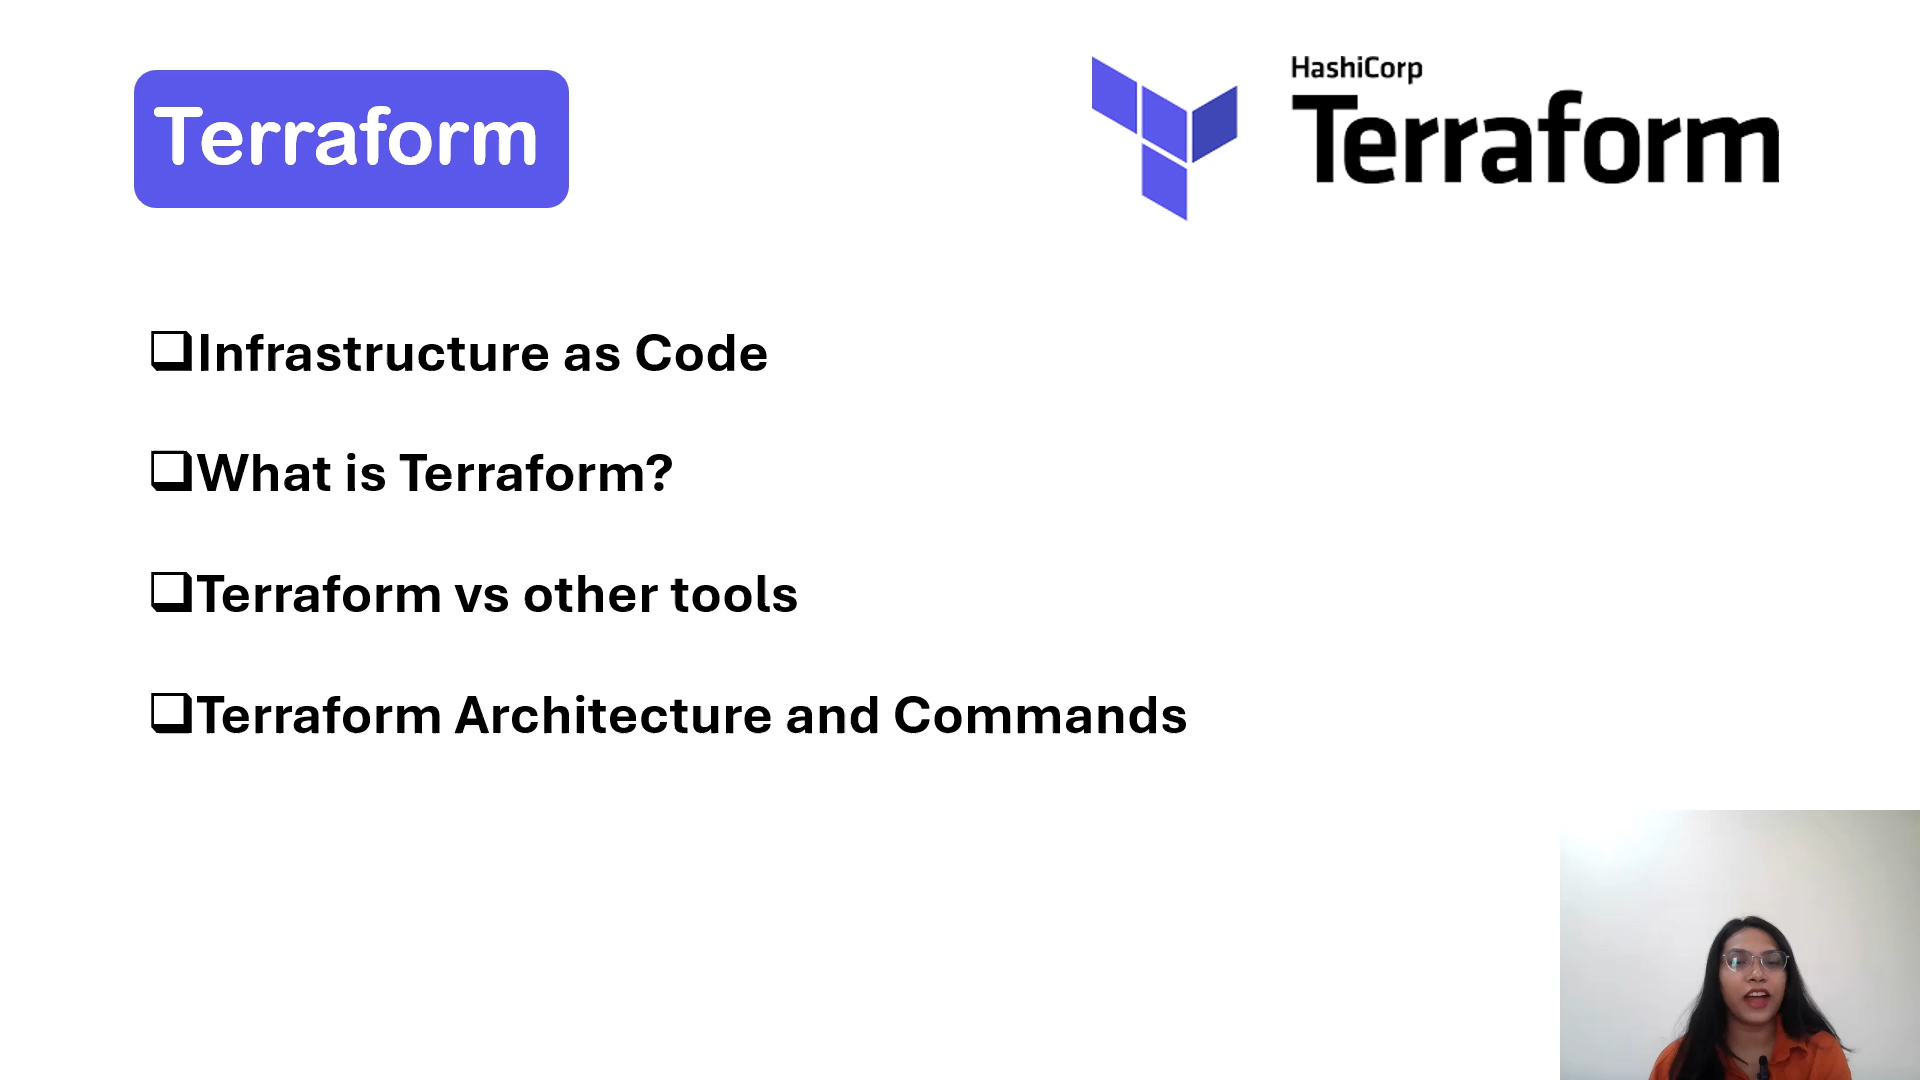 Terraform
HashiCorp
Terraform
Infrastructure as Code
What is Terraform?
Terraform vs other tools
Terraform Architecture and Commands